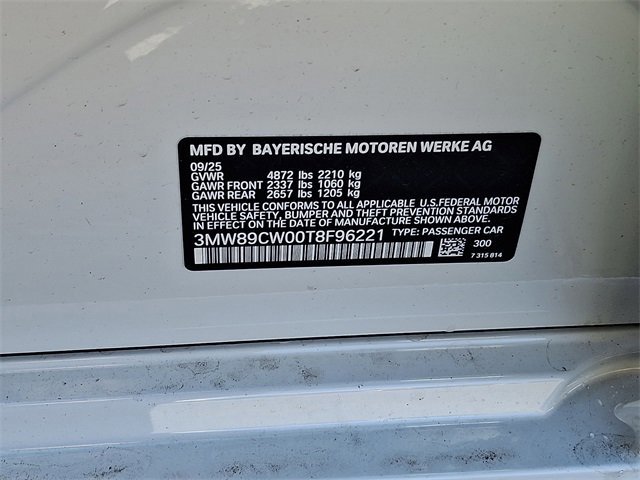 MFD BY BAYERISCHE MOTOREN WERKE AG
09/25
GVWR 4872 lbs 2210 kg
GAWR FRONT 2337 lbs 1060 kg
GAWR REAR 2657 lbs 1205 kg
THIS VEHICLE CONFORMS TO ALL APPLICABLE U.S.FEDERAL MOTOR
VEHICLE SAFETY, BUMPER, AND THEFT PREVENTION STANDARDS
IN EFFECT ON THE DATE OF MANUFACTURE SHOWN ABOVE.
3MW89CW00T8F96221 TYPE: PASSENGER CAR
300
7 315 814